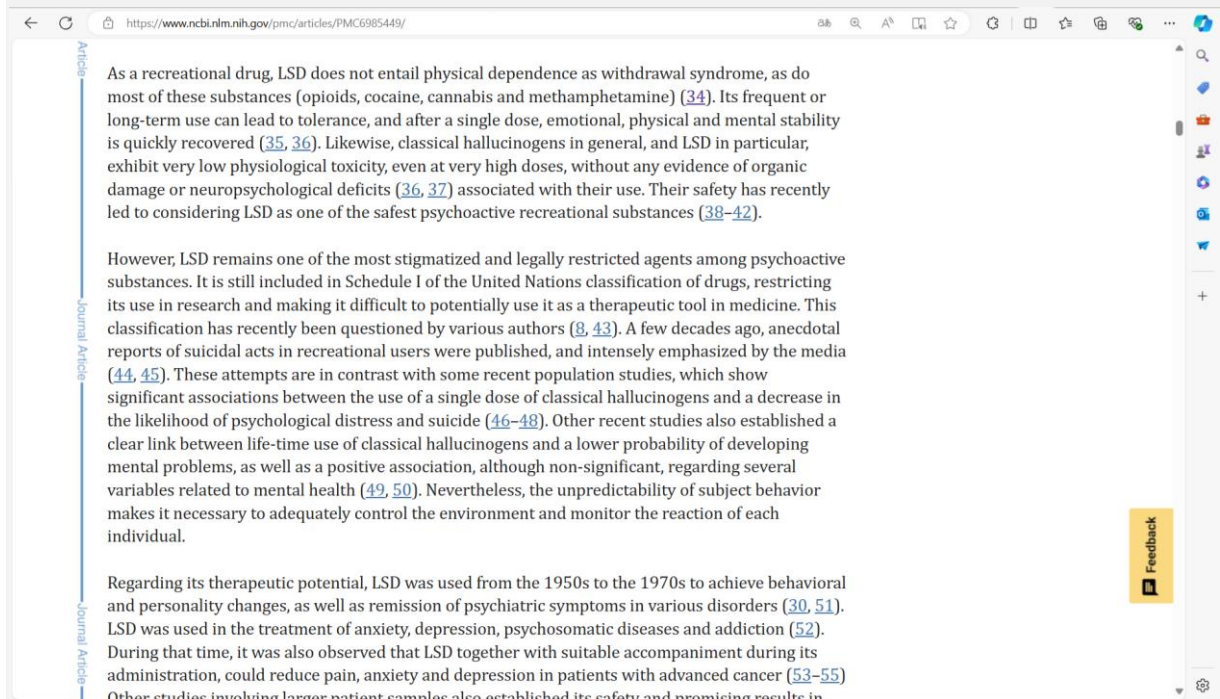 https://www.ncbi.nlm.nih.gov/pmc/articles/PMC6985449/
Article
As a recreational drug, LSD does not entail physical dependence as withdrawal syndrome, as do
most of these substances (opioids, cocaine, cannabis and methamphetamine) (34). Its frequent or
long-term use can lead to tolerance, and after a single dose, emotional, physical and mental stability
is quickly recovered (35, 36). Likewise, classical hallucinogens in general, and LSD in particular,
exhibit very low physiological toxicity, even at very high doses, without any evidence of organic
damage or neuropsychological deficits (36, 37) associated with their use. Their safety has recently
led to considering LSD as one of the safest psychoactive recreational substances (38–42).
However, LSD remains one of the most stigmatized and legally restricted agents among psychoactive
substances. It is still included in Schedule I of the United Nations classification of drugs, restricting
its use in research and making it difficult to potentially use it as a therapeutic tool in medicine. This
classification has recently been questioned by various authors (8, 43). A few decades ago, anecdotal
reports of suicidal acts in recreational users were published, and intensely emphasized by the media
(44, 45). These attempts are in contrast with some recent population studies, which show
significant associations between the use of a single dose of classical hallucinogens and a decrease in
the likelihood of psychological distress and suicide (46–48). Other recent studies also established a
clear link between life-time use of classical hallucinogens and a lower probability of developing
mental problems, as well as a positive association, although non-significant, regarding several
variables related to mental health (49, 50). Nevertheless, the unpredictability of subject behavior
makes it necessary to adequately control the environment and monitor the reaction of each
individual.
Journal Article
Regarding its therapeutic potential, LSD was used from the 1950s to the 1970s to achieve behavioral
and personality changes, as well as remission of psychiatric symptoms in various disorders (30, 51).
LSD was used in the treatment of anxiety, depression, psychosomatic diseases and addiction (52).
During that time, it was also observed that LSD together with suitable accompaniment during its
administration, could reduce pain, anxiety and depression in patients with advanced cancer (53–55)
Other studies involving larger patient samples also established its safety and promising results in
Journal Article
Feedback